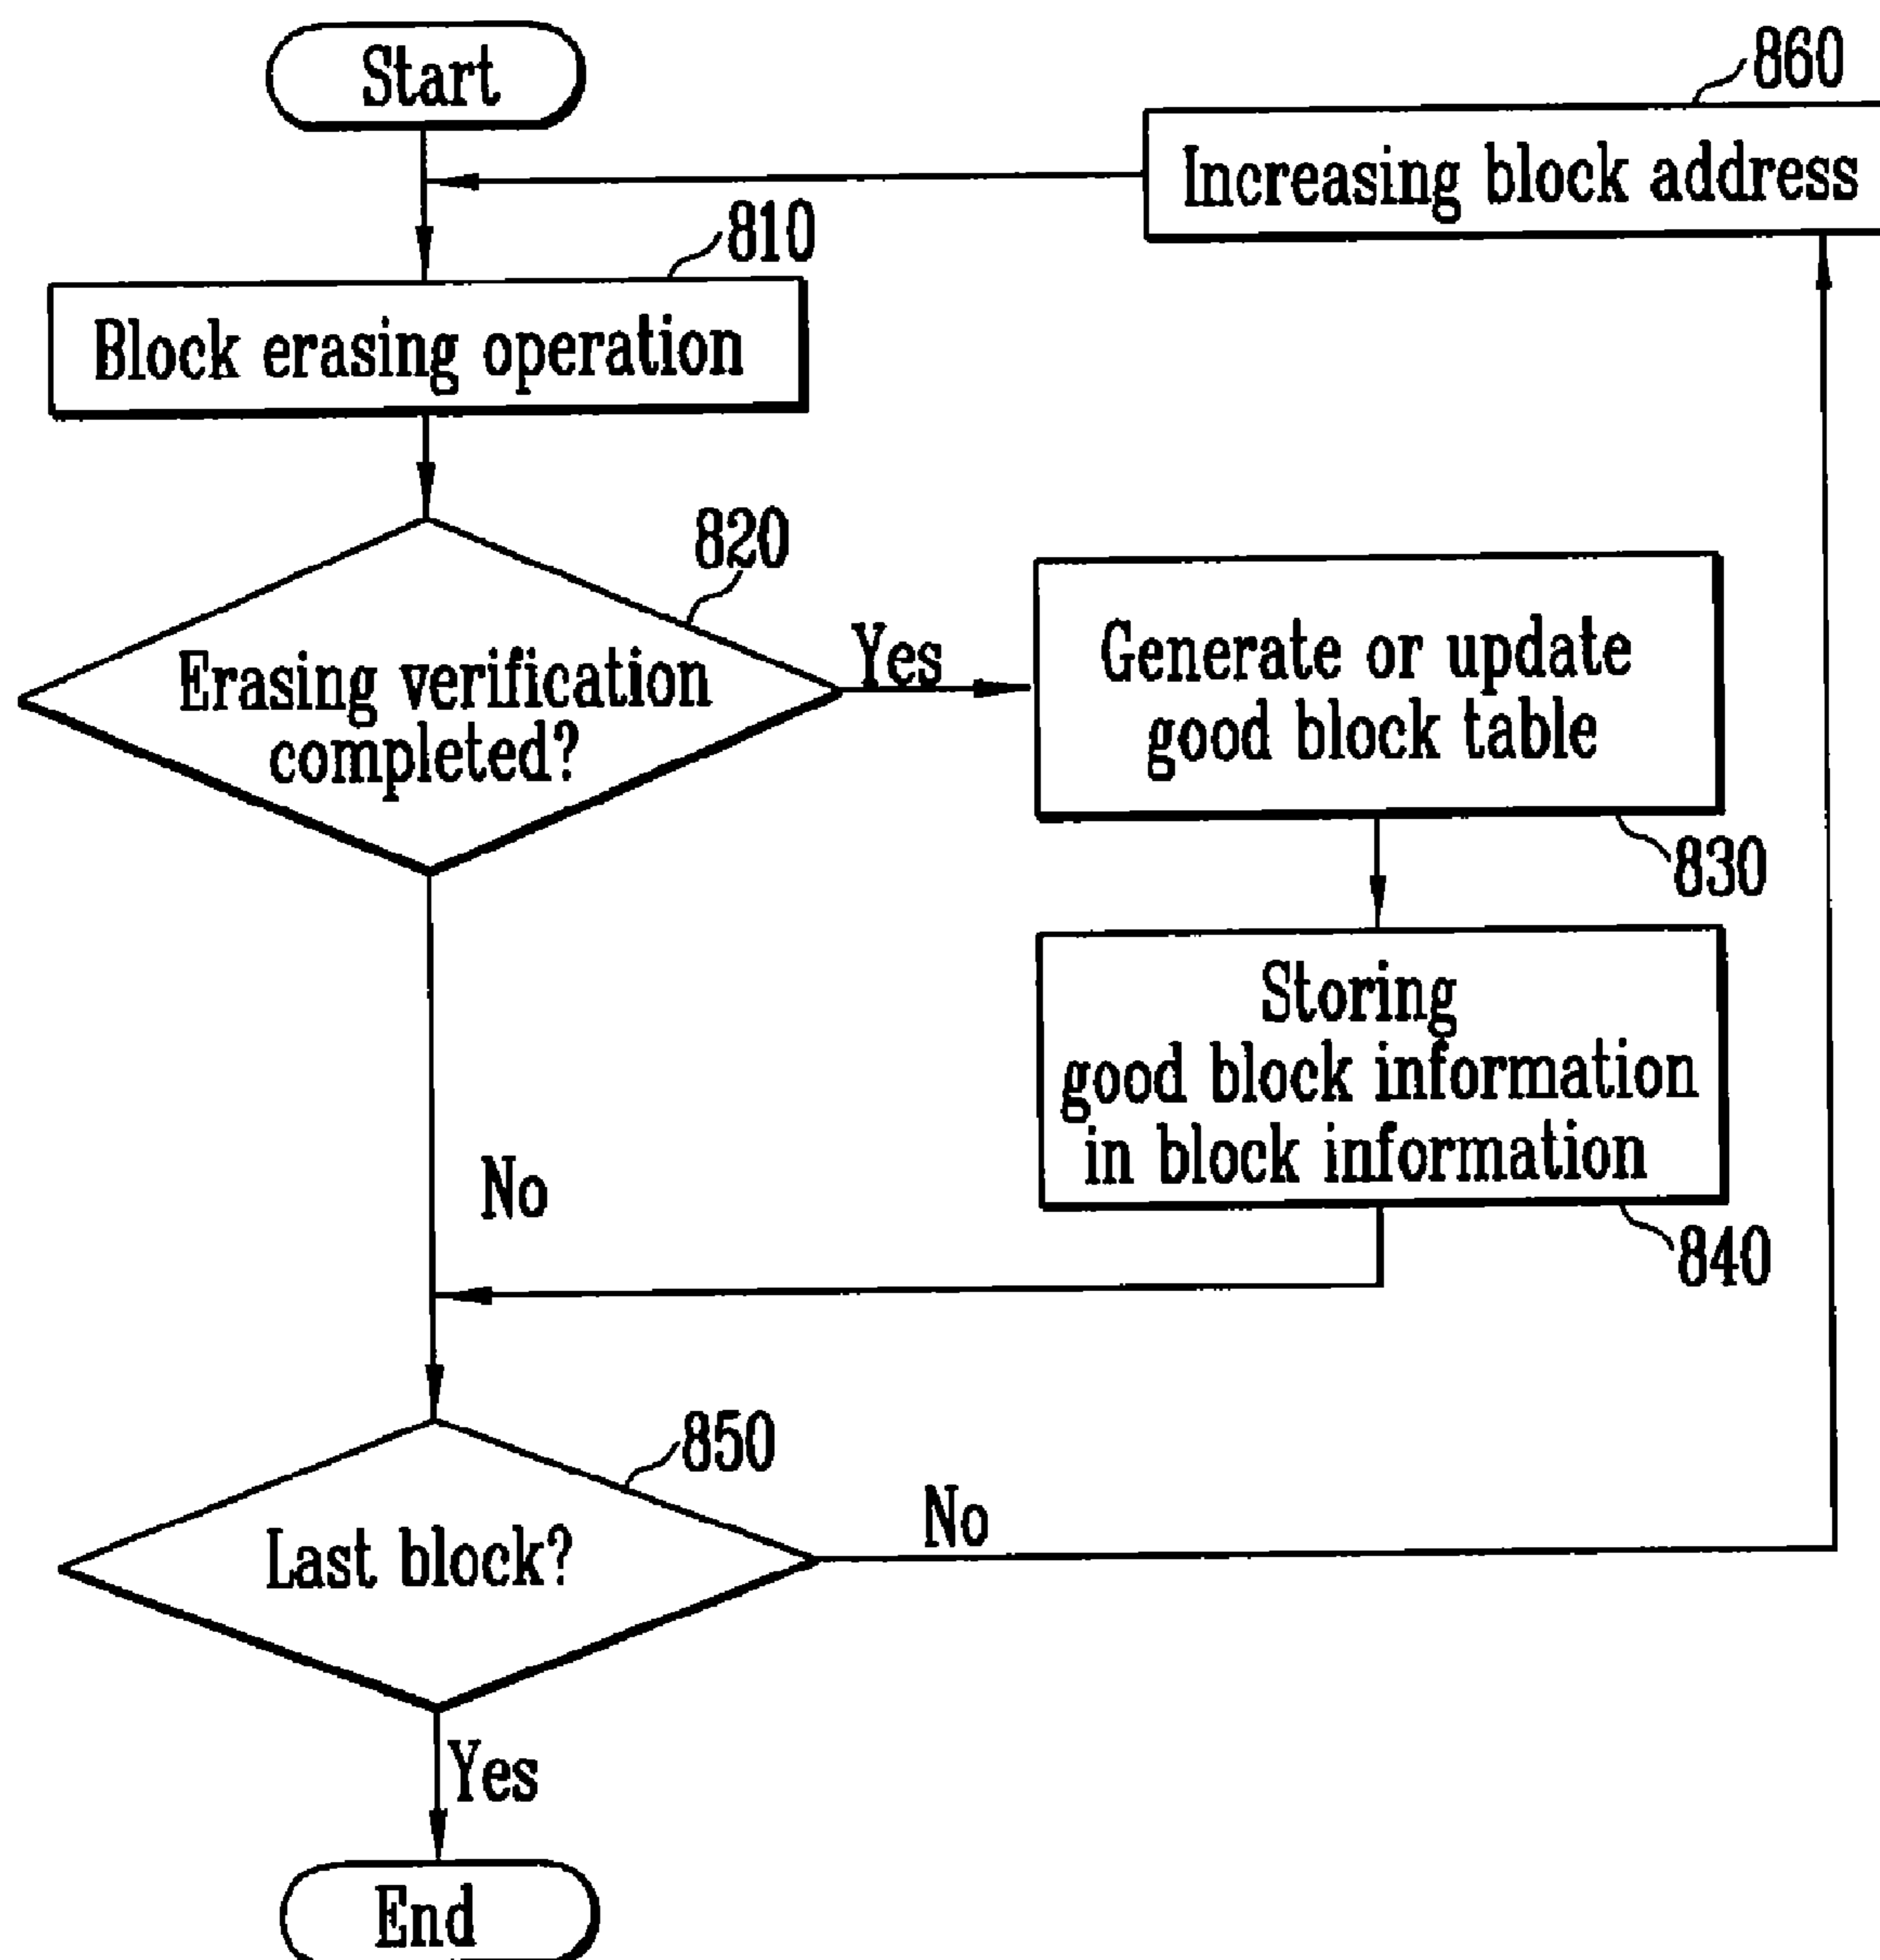 Start
860
Increasing block address
810
Block erasing operation
820
Erasing verification
completed?
Yes
Generate or update
good block table
830
Storing
good block information
in block information
840
No
850
Last block?
No
Yes
End